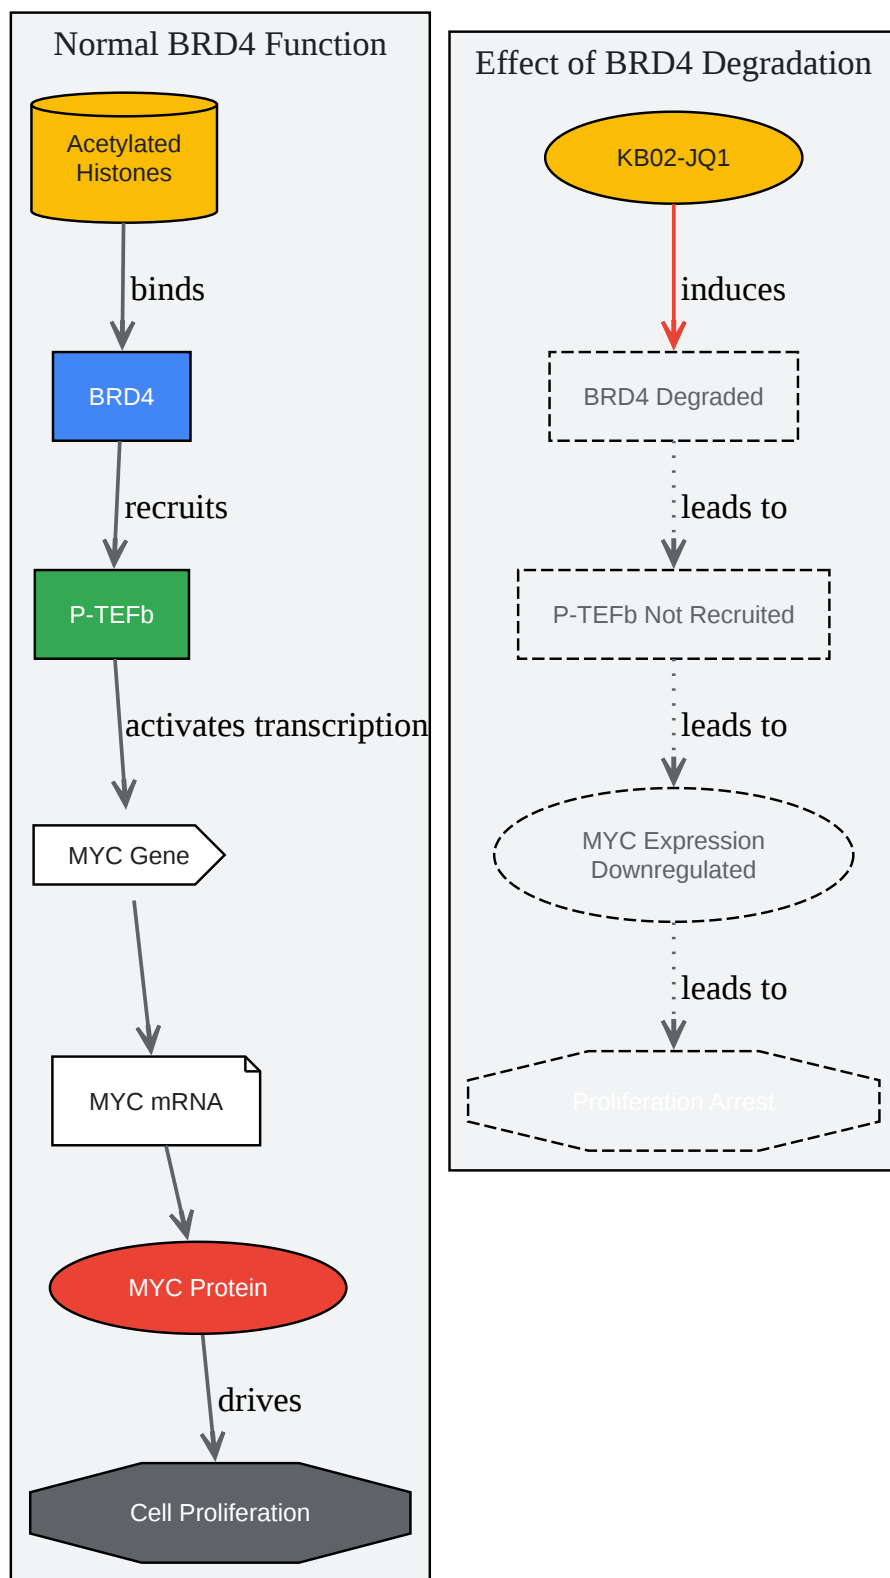 Normal BRD4 Function
Acetylated
Histones
binds
BRD4
recruits
P-TEFb
activates transcription
MYC Gene
MYC mRNA
MYC Protein
drives
Cell Proliferation
Effect of BRD4 Degradation
KB02-JQ1
induces
BRD4 Degraded
leads to
P-TEFb Not Recruited
leads to
MYC Expression
Downregulated
leads to
Proliferation Arrest